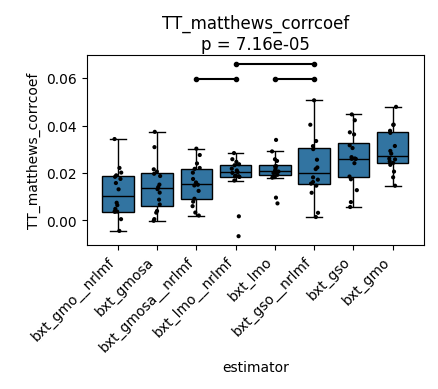 TT_matthews_corrcoef
p = 7.16e-05
TT_matthews_corrcoef
0.06
0.04
0.02
0.00
bxt_gmo__nrlmf
bxt_gmosa
bxt_gmosa__nrlmf
bxt_lmo__nrlmf
bxt_lmo
bxt_gso__nrlmf
bxt_gso
bxt_gmo
estimator